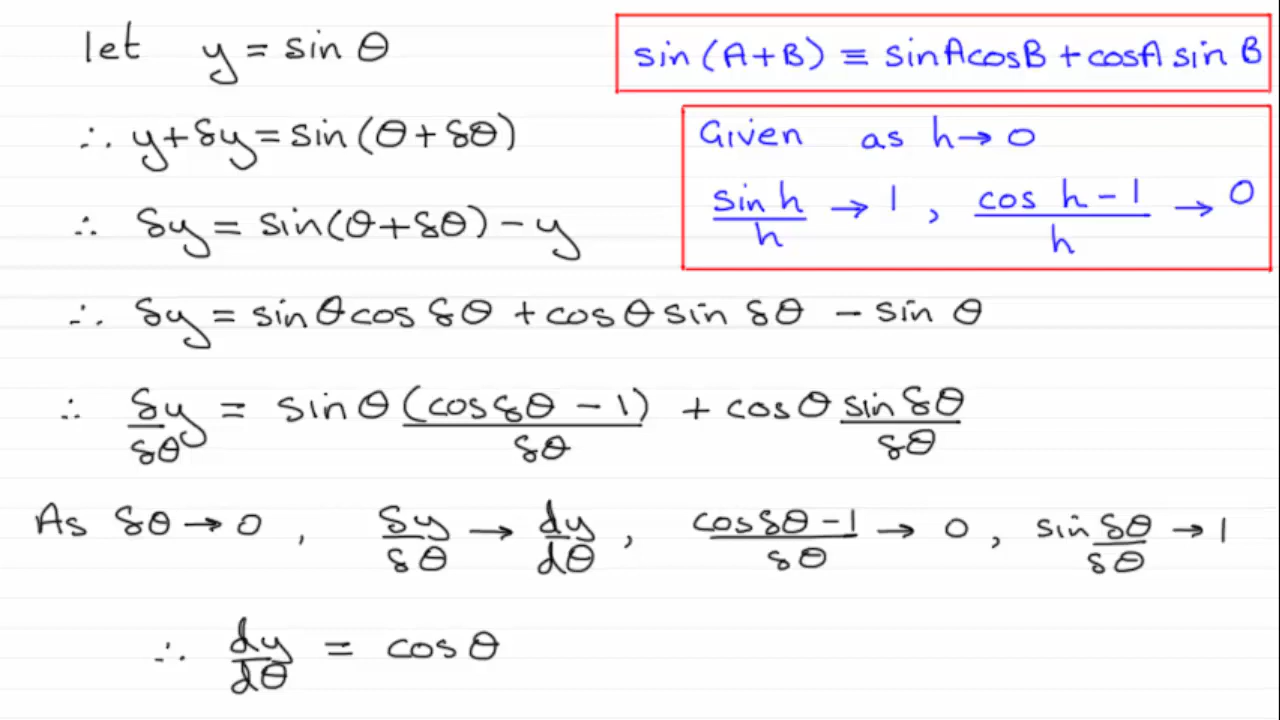 let y = sin θ
sin (A+B) ≡ sinAcosB + cosA sin B
∴ y+δy = sin (θ + δθ)
Given as h → 0
sin h/h → 1 , cos h − 1/h → 0
∴ δy = sin(θ + δθ) − y
∴ δy = sin θ cos δθ + cos θ sin δθ − sin θ
∴ δy/δθ = sin θ (cos δθ − 1)/δθ + cos θ sin δθ/δθ
As δθ → 0 , δy/δθ → dy/dθ , cos δθ − 1/δθ → 0 , sin δθ/δθ → 1
∴ dy/dθ = cos θ